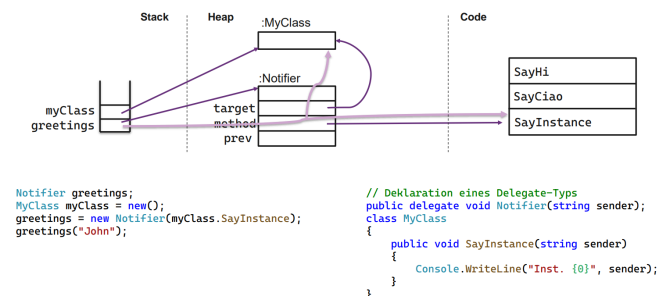 Stack
Heap
Code
:MyClass
:Notifier
myClass
greetings
target
method
prev
SayHi
SayCiao
SayInstance
Notifier greetings;
MyClass myClass = new();
greetings = new Notifier(myClass.SayInstance);
greetings("John");
// Deklaration eines Delegate-Typs
public delegate void Notifier(string sender);
class MyClass
{
    public void SayInstance(string sender)
    {
        Console.WriteLine("Inst. {0}", sender);
    }
}